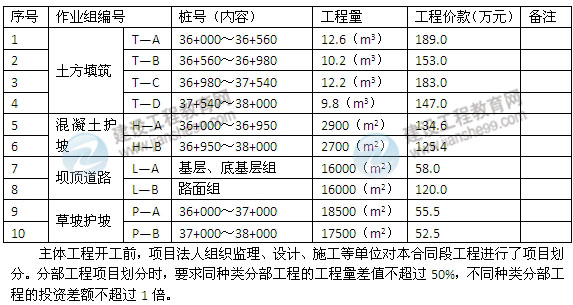 序号 作业组编号 桩号（内容） 工程量 工程价款（万元） 备注
1 土方填筑 T—A 36+000～36+560 12.6（m³） 189.0
2 T—B 36+560～36+980 10.2（m³） 153.0
3 T—C 36+980～37+540 12.2（m³） 183.0
4 T—D 37+540～38+000 9.8（m³） 147.0
5 混凝土护坡 H—A 36+000～36+950 2900（m²） 134.6
6 H—B 36+950～38+000 2700（m²） 125.4
7 坝顶道路 L—A 基层、底基层组 16000（m²） 58.0
8 L—B 路面组 16000（m²） 120.0
9 草坡护坡 P—A 36+000～37+000 18500（m²） 55.5
10 P—B 37+000～38+000 17500（m²） 52.5
主体工程开工前，项目法人组织监理、设计、施工等单位对本合同段工程进行了项目划
分。分部工程项目划分时，要求同种类分部工程的工程量差值不超过 50%，不同种类分部工
程的投资差额不超过 1 倍。
建设工程教育网